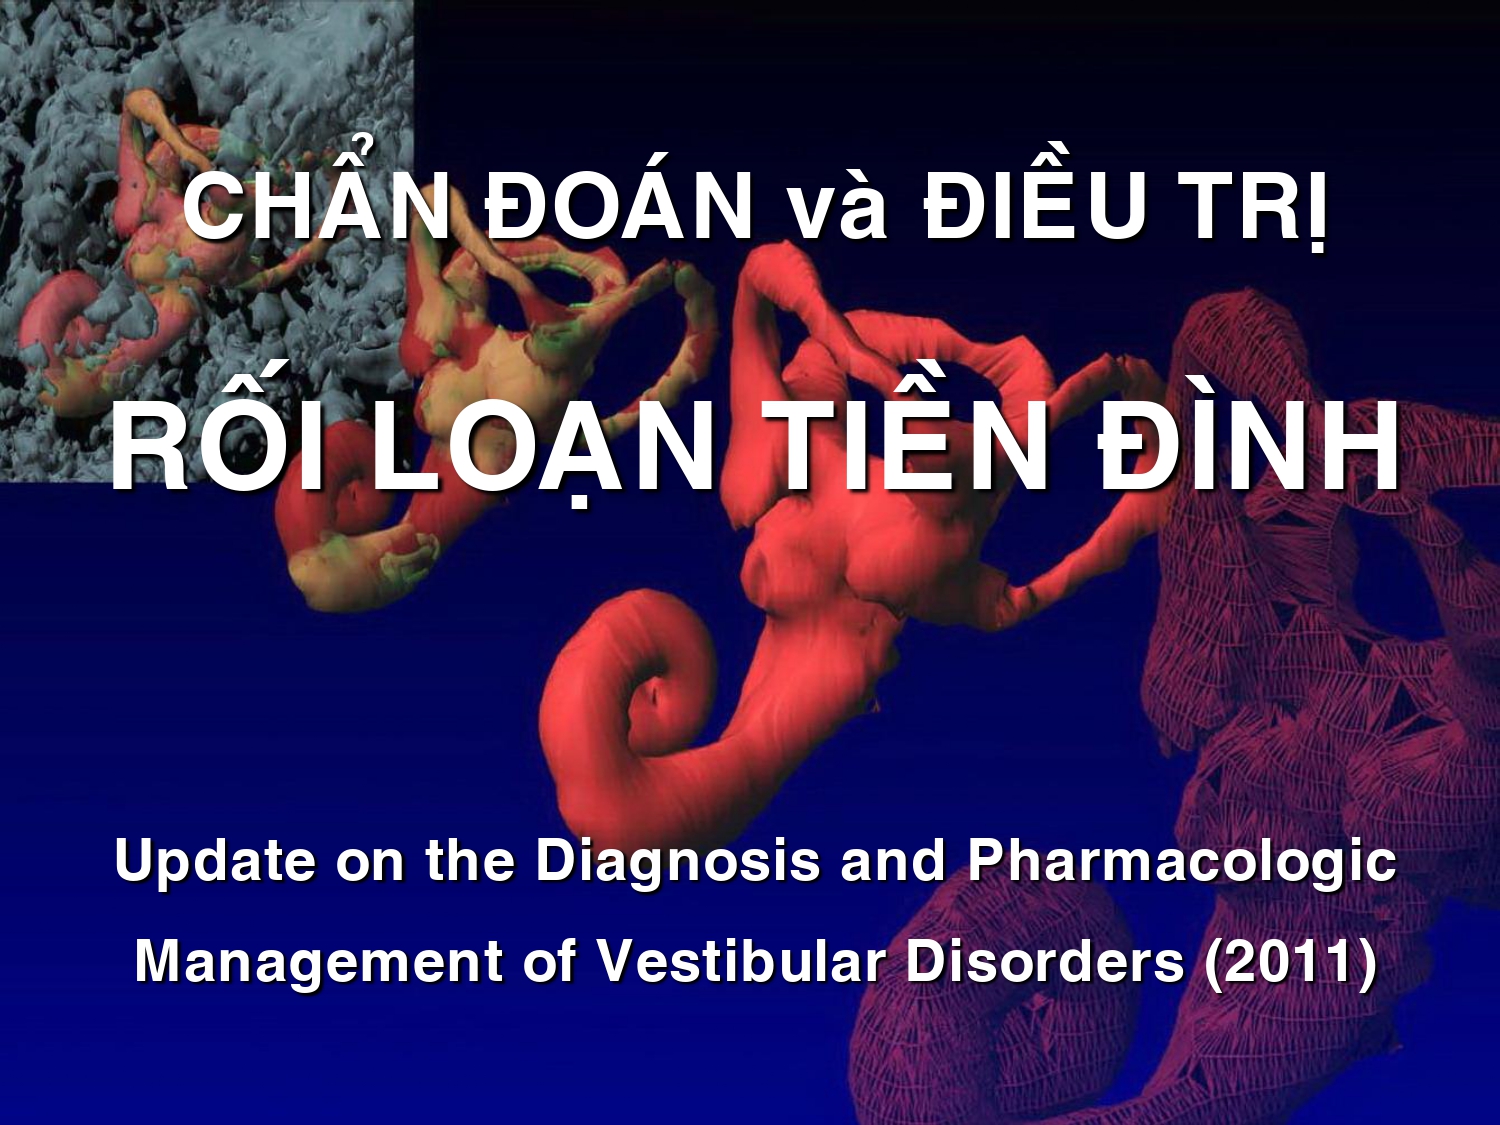 CHẨN ĐOÁN và ĐIỀU TRỊ
RỐI LOẠN TIỀN ĐÌNH
Update on the Diagnosis and Pharmacologic
Management of Vestibular Disorders (2011)